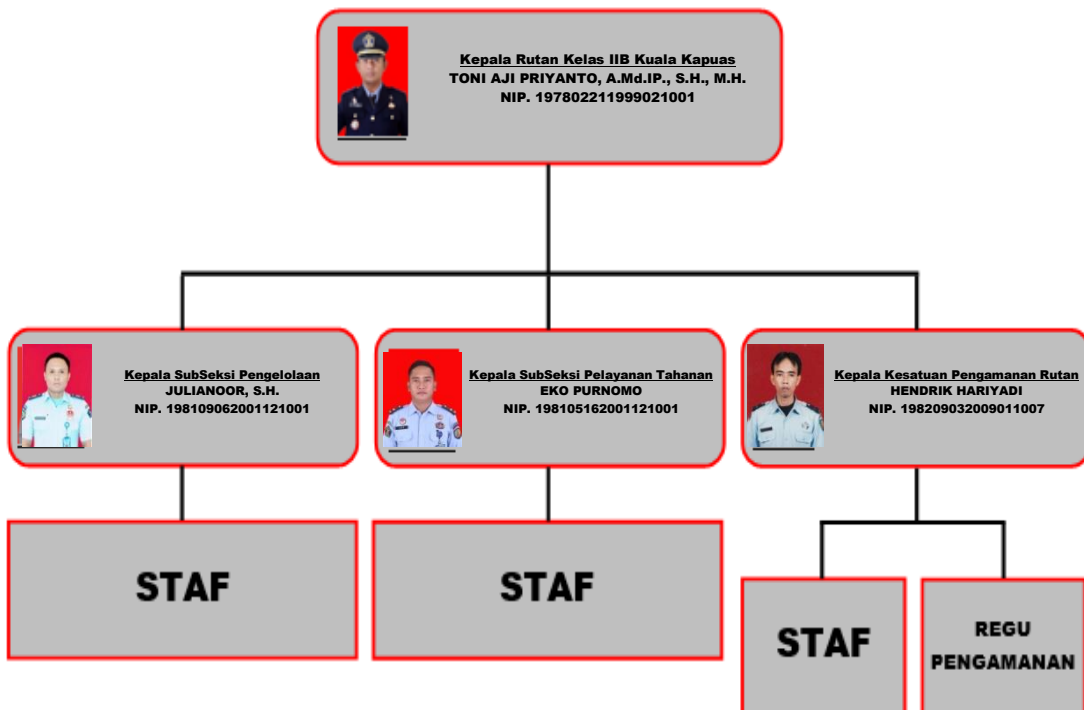 Kepala Rutan Kelas IIB Kuala Kapuas
TONI AJI PRIYANTO, A.Md.IP., S.H., M.H.
NIP. 197802211999021001
Kepala SubSeksi Pengelolaan
JULIANOOR, S.H.
NIP. 198109062001121001
Kepala SubSeksi Pelayanan Tahanan
EKO PURNOMO
NIP. 198105162001121001
Kepala Kesatuan Pengamanan Rutan
HENDRIK HARIYADI
NIP. 198209032009011007
STAF
STAF
STAF
REGU
PENGAMANAN